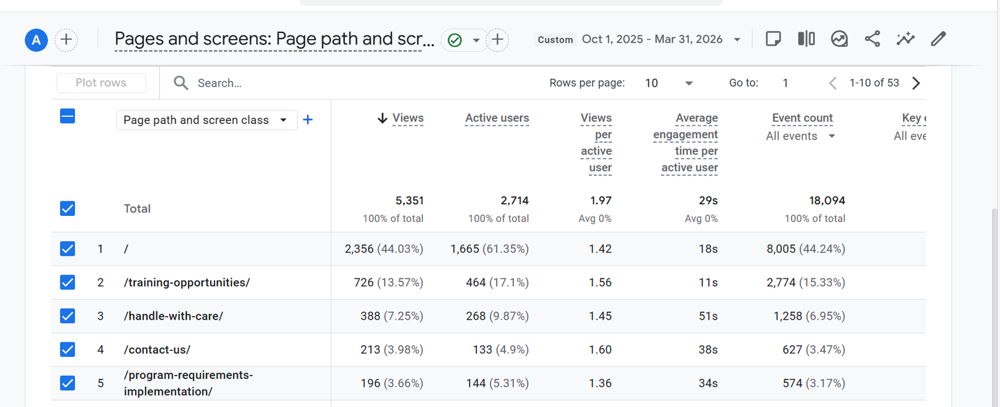 A
Pages and screens: Page path and scr...
Custom Oct 1, 2025 - Mar 31, 2026
Plot rows
Search...
Rows per page: 10
Go to: 1
1-10 of 53
Page path and screen class
Views
Active users
Views
per
active
user
Average
engagement
time per
active user
Event count
All events
Key e
All eve
Total 5,351 2,714 1.97 29s 18,094
100% of total 100% of total Avg 0% Avg 0% 100% of total
1 / 2,356 (44.03%) 1,665 (61.35%) 1.42 18s 8,005 (44.24%)
2 /training-opportunities/ 726 (13.57%) 464 (17.1%) 1.56 11s 2,774 (15.33%)
3 /handle-with-care/ 388 (7.25%) 268 (9.87%) 1.45 51s 1,258 (6.95%)
4 /contact-us/ 213 (3.98%) 133 (4.9%) 1.60 38s 627 (3.47%)
5 /program-requirements-
implementation/ 196 (3.66%) 144 (5.31%) 1.36 34s 574 (3.17%)